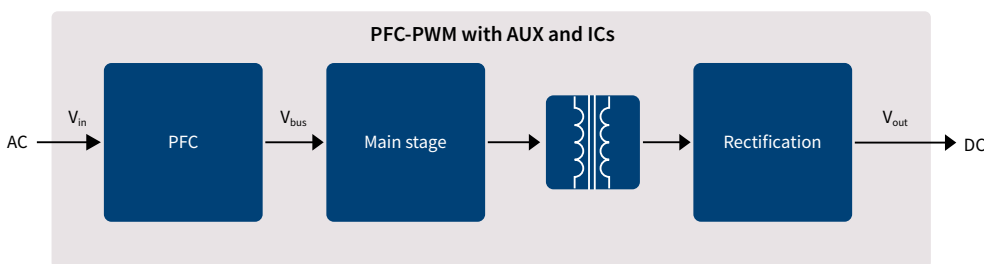 PFC-PWM with AUX and ICs
AC
Vin
PFC
Vbus
Main stage
Rectification
Vout
DC